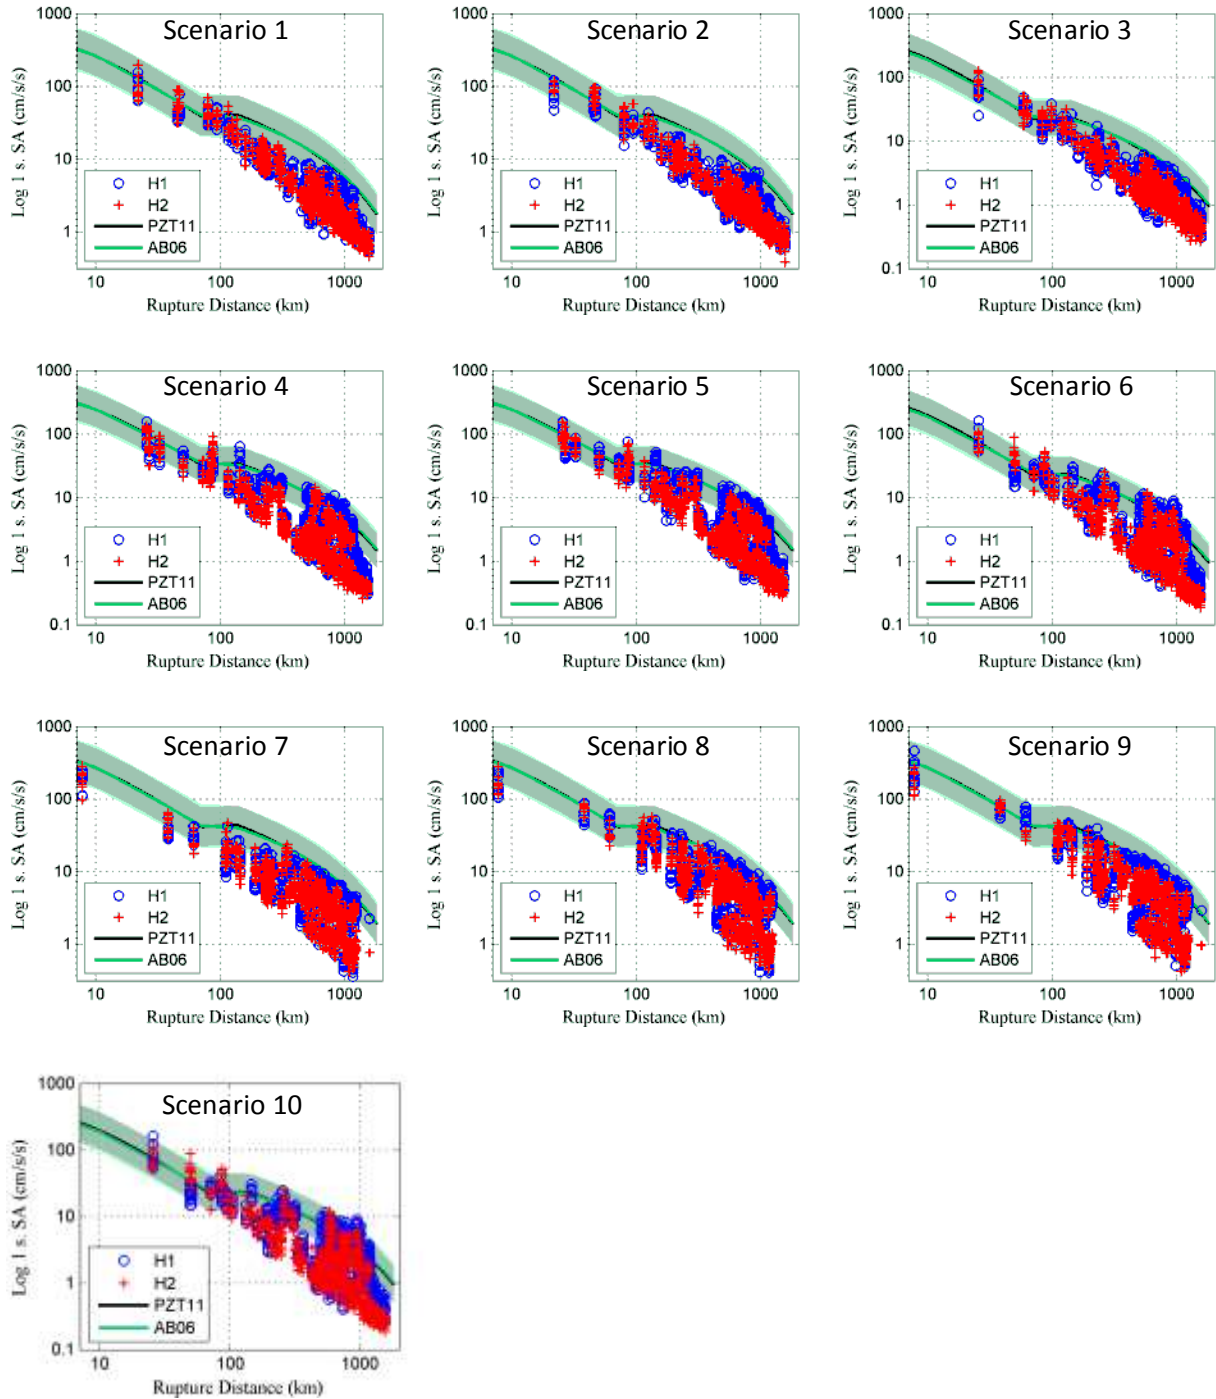 Scenario 1
1000
100
10
1
Log 1 s. SA (cm/s/s)
H1
H2
PZT11
AB06
10 100 1000
Rupture Distance (km)
Scenario 2
1000
100
10
1
Log 1 s. SA (cm/s/s)
H1
H2
PZT11
AB06
10 100 1000
Rupture Distance (km)
Scenario 3
1000
100
10
1
0.1
Log 1 s. SA (cm/s/s)
H1
H2
PZT11
AB06
10 100 1000
Rupture Distance (km)
Scenario 4
1000
100
10
1
0.1
Log 1 s. SA (cm/s/s)
H1
H2
PZT11
AB06
10 100 1000
Rupture Distance (km)
Scenario 5
1000
100
10
1
0.1
Log 1 s. SA (cm/s/s)
H1
H2
PZT11
AB06
10 100 1000
Rupture Distance (km)
Scenario 6
1000
100
10
1
0.1
Log 1 s. SA (cm/s/s)
H1
H2
PZT11
AB06
10 100 1000
Rupture Distance (km)
Scenario 7
1000
100
10
1
Log 1 s. SA (cm/s/s)
H1
H2
PZT11
AB06
10 100 1000
Rupture Distance (km)
Scenario 8
1000
100
10
1
Log 1 s. SA (cm/s/s)
H1
H2
PZT11
AB06
10 100 1000
Rupture Distance (km)
Scenario 9
1000
100
10
1
Log 1 s. SA (cm/s/s)
H1
H2
PZT11
AB06
10 100 1000
Rupture Distance (km)
Scenario 10
1000
100
10
1
0.1
Log 1 s. SA (cm/s/s)
H1
H2
PZT11
AB06
10 100 1000
Rupture Distance (km)